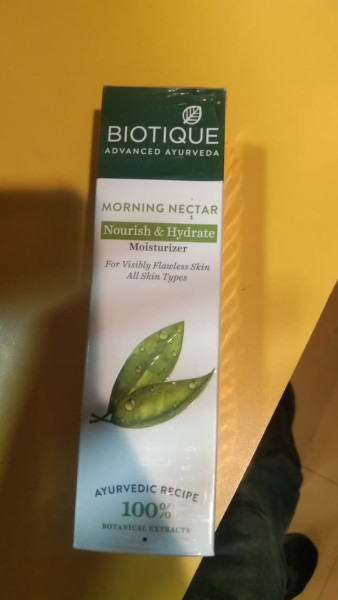 BIOTIQUE
ADVANCED AYURVEDA
MORNING NECTAR
Nourish & Hydrate
Moisturizer
For Visibly Flawless Skin
All Skin Types
AYURVEDIC RECIPE
100%
BOTANICAL EXTRACTS